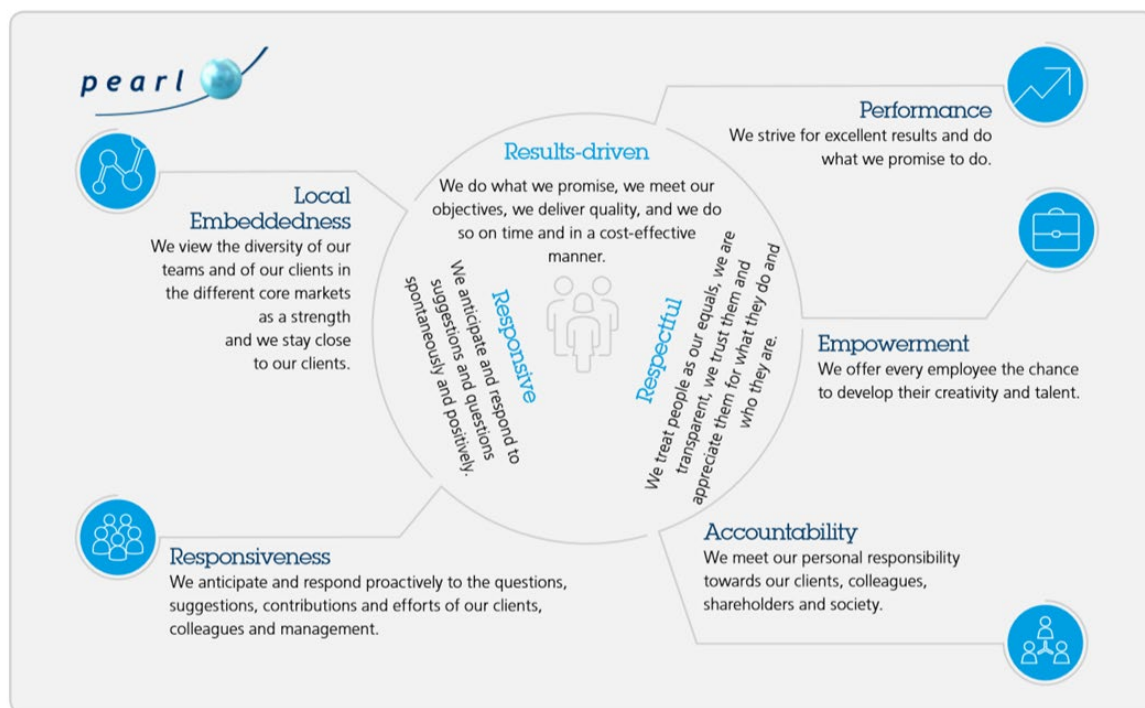 pearl
Performance
We strive for excellent results and do
what we promise to do.
Local
Embeddedness
We view the diversity of our
teams and of our clients in
the different core markets
as a strength
and we stay close
to our clients.
Results-driven
We do what we promise, we meet our
objectives, we deliver quality, and we do
so on time and in a cost-effective
manner.
Responsive
We anticipate and respond to
suggestions and questions
spontaneously and positively.
Respectful
We treat people as our equals, we are
transparent, we trust them and
appreciate them for what they do and
who they are.
Empowerment
We offer every employee the chance
to develop their creativity and talent.
Responsiveness
We anticipate and respond proactively to the questions,
suggestions, contributions and efforts of our clients,
colleagues and management.
Accountability
We meet our personal responsibility
towards our clients, colleagues,
shareholders and society.